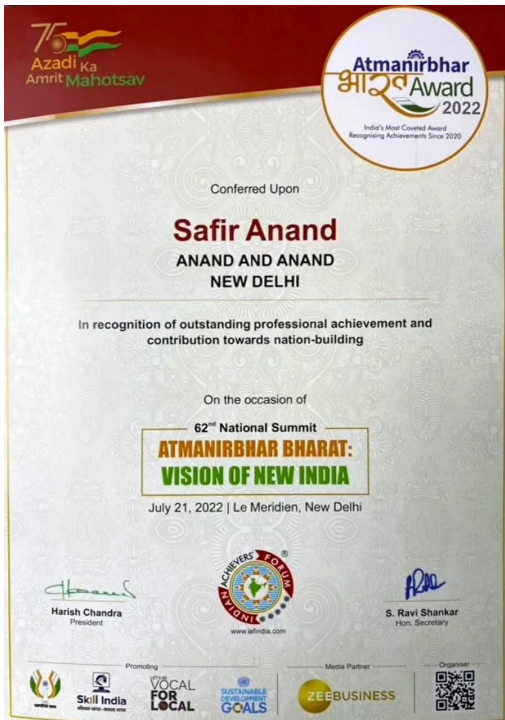 75
Azadi Ka
Amrit Mahotsav
Atmanirbhar
भारत Award
2022
India's Most Coveted Award
Recognising Achievements Since 2020
Conferred Upon
Safir Anand
ANAND AND ANAND
NEW DELHI
In recognition of outstanding professional achievement and
contribution towards nation-building
On the occasion of
62nd National Summit
ATMANIRBHAR BHARAT:
VISION OF NEW INDIA
July 21, 2022 | Le Meridien, New Delhi
INDIAN ACHIEVERS' FORUM
®
www.iafindia.com
Harish Chandra
President
S. Ravi Shankar
Hon. Secretary
Promoting
Media Partner
Organiser
Skill India
कौशल भारत - कुशल भारत
VOCAL
FOR
LOCAL
SUSTAINABLE
DEVELOPMENT
GOALS
ZEE BUSINESS